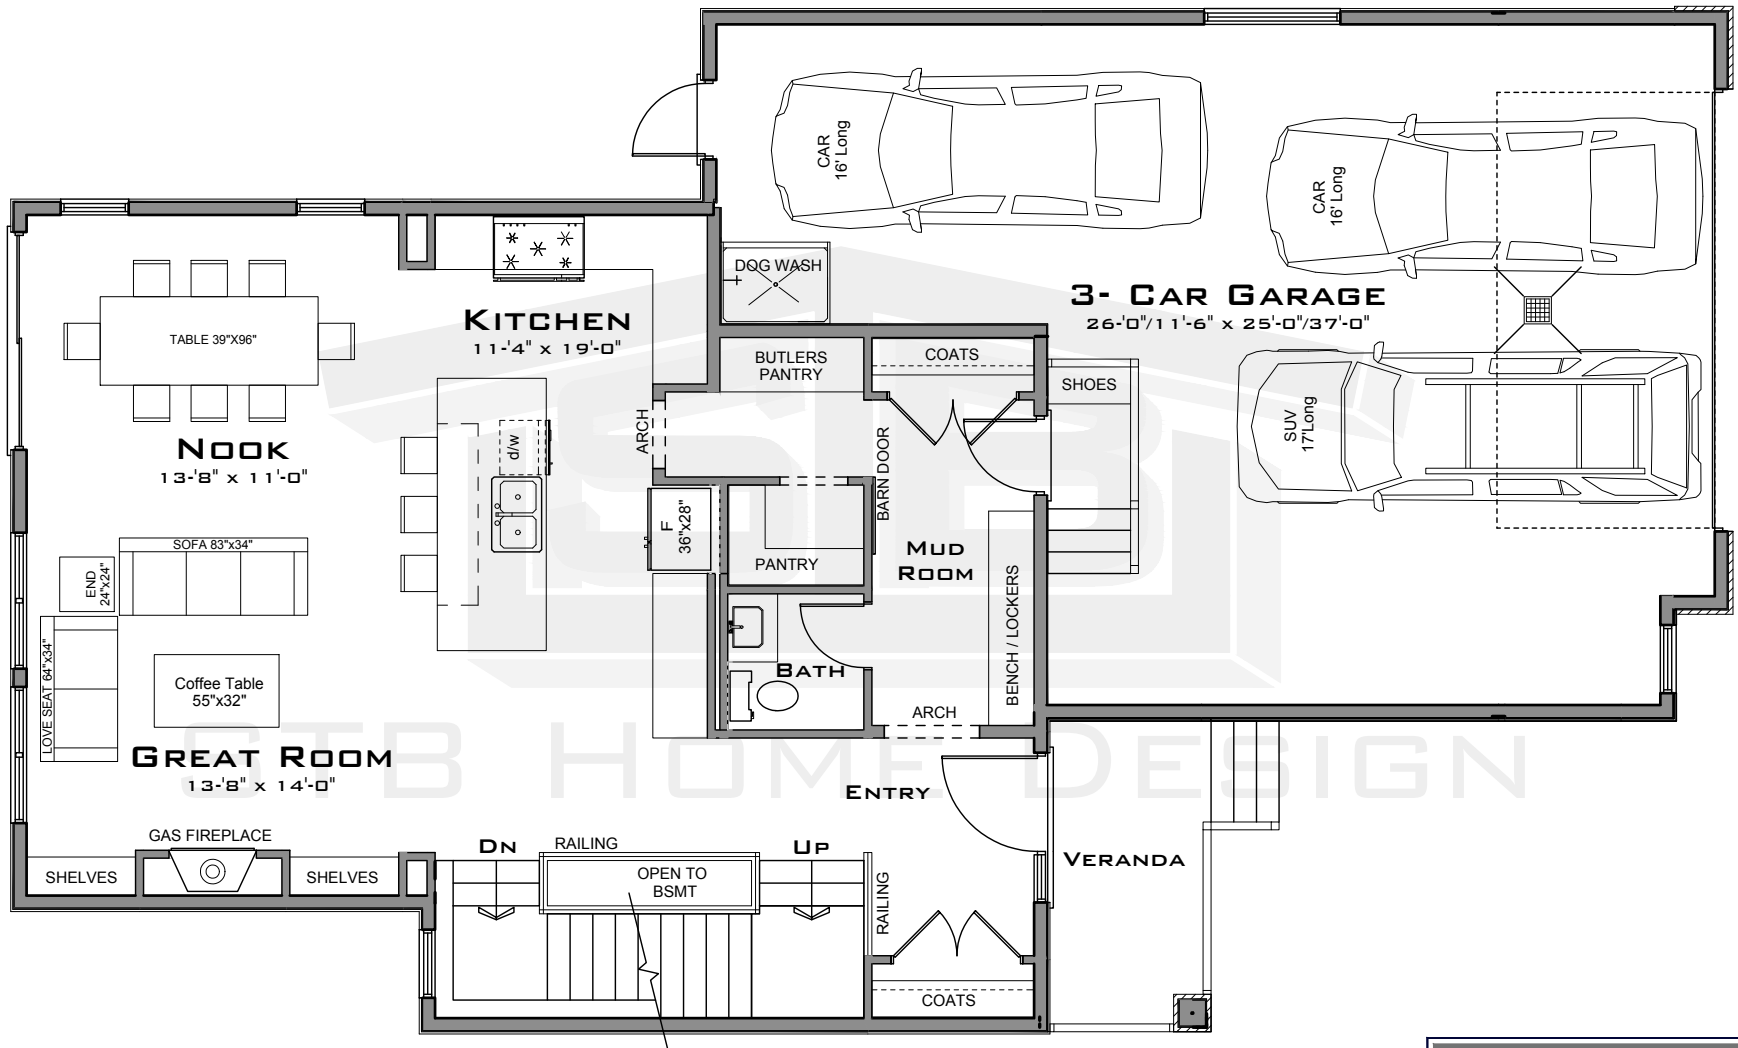 CAR
16' Long
CAR
16' Long
DOG WASH
3- CAR GARAGE
26-'0"/11'-6" x 25'-0"/37'-0"
KITCHEN
11-'4" x 19'-0"
TABLE 39"X96"
BUTLERS
PANTRY
COATS
SHOES
ARCH
SUV
17'Long
NOOK
13-'8" x 11'-0"
d/w
BARN DOOR
F
36"x28"
SOFA 83"x34"
END
24"x24"
PANTRY
MUD
ROOM
BENCH / LOCKERS
LOVE SEAT 64"x34"
Coffee Table
55"x32"
BATH
ARCH
GREAT ROOM
13-'8" x 14'-0"
STB HOME DESIGN
STB
ENTRY
GAS FIREPLACE
DN
RAILING
UP
VERANDA
SHELVES
SHELVES
OPEN TO
BSMT
RAILING
COATS